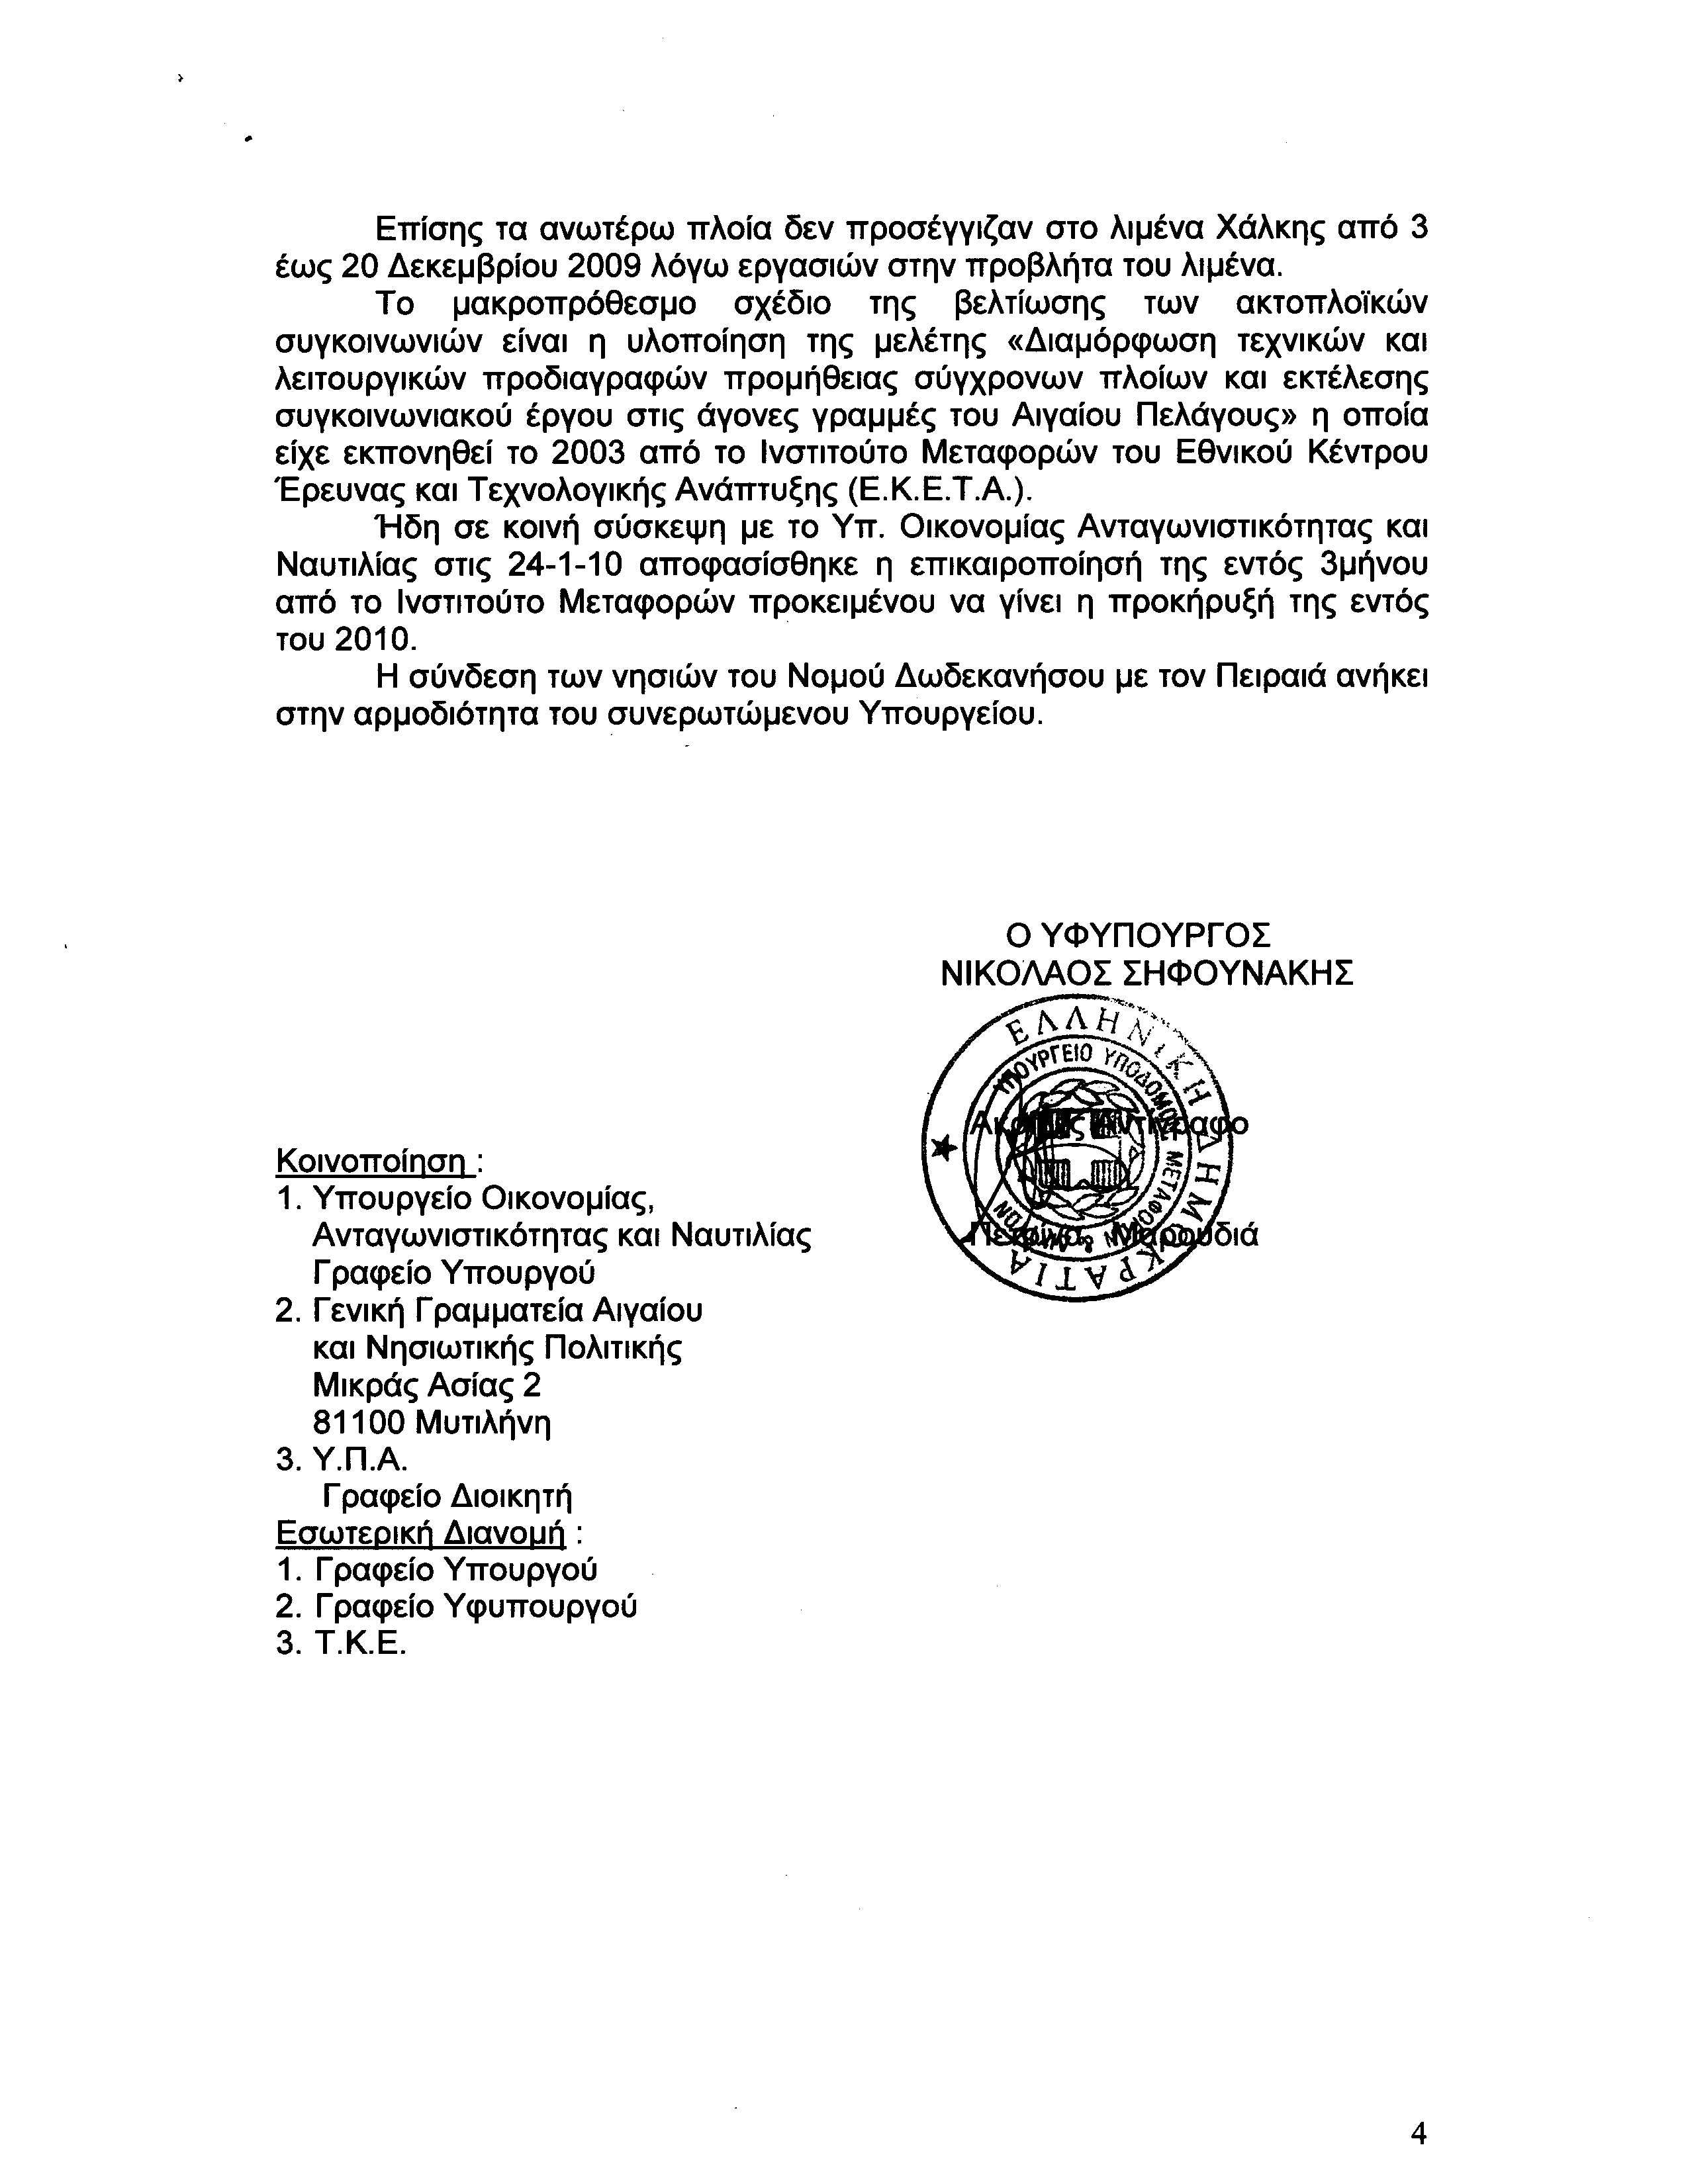 Επίσης τα ανωτέρω πλοία δεν προσέγγιζαν στο λιμένα Χάλκης από 3
έως 20 Δεκεμβρίου 2009 λόγω εργασιών στην προβλήτα του λιμένα.
Το μακροπρόθεσμο σχέδιο της βελτίωσης των ακτοπλοϊκών
συγκοινωνιών είναι η υλοποίηση της μελέτης «Διαμόρφωση τεχνικών και
λειτουργικών προδιαγραφών προμήθειας σύγχρονων πλοίων και εκτέλεσης
συγκοινωνιακού έργου στις άγονες γραμμές του Αιγαίου Πελάγους» η οποία
είχε εκπονηθεί το 2003 από το Ινστιτούτο Μεταφορών του Εθνικού Κέντρου
Έρευνας και Τεχνολογικής Ανάπτυξης (Ε.Κ.Ε.Τ.Α.).
Ήδη σε κοινή σύσκεψη με το Υπ. Οικονομίας Ανταγωνιστικότητας και
Ναυτιλίας στις 24-1-10 αποφασίσθηκε η επικαιροποίησή της εντός 3μήνου
από το Ινστιτούτο Μεταφορών προκειμένου να γίνει η προκήρυξή της εντός
του 2010.
Η σύνδεση των νησιών του Νομού Δωδεκανήσου με τον Πειραιά ανήκει
στην αρμοδιότητα του συνερωτώμενου Υπουργείου.
Ο ΥΦΥΠΟΥΡΓΟΣ
ΝΙΚΟΛΑΟΣ ΣΗΦΟΥΝΑΚΗΣ
ΕΛΛΗΝΙΚΗ ΔΗΜΟΚΡΑΤΙΑ
ΥΠΟΥΡΓΕΙΟ ΥΠΟΔΟΜΩΝ ΜΕΤΑΦΟΡΩΝ
Αντίγραφο
Μαρουδιά
Κοινοποίηση :
1. Υπουργείο Οικονομίας,
Ανταγωνιστικότητας και Ναυτιλίας
Γραφείο Υπουργού
2. Γενική Γραμματεία Αιγαίου
και Νησιωτικής Πολιτικής
Μικράς Ασίας 2
81100 Μυτιλήνη
3. Υ.Π.Α.
Γραφείο Διοικητή
Εσωτερική Διανομή :
1. Γραφείο Υπουργού
2. Γραφείο Υφυπουργού
3. Τ.Κ.Ε.
4